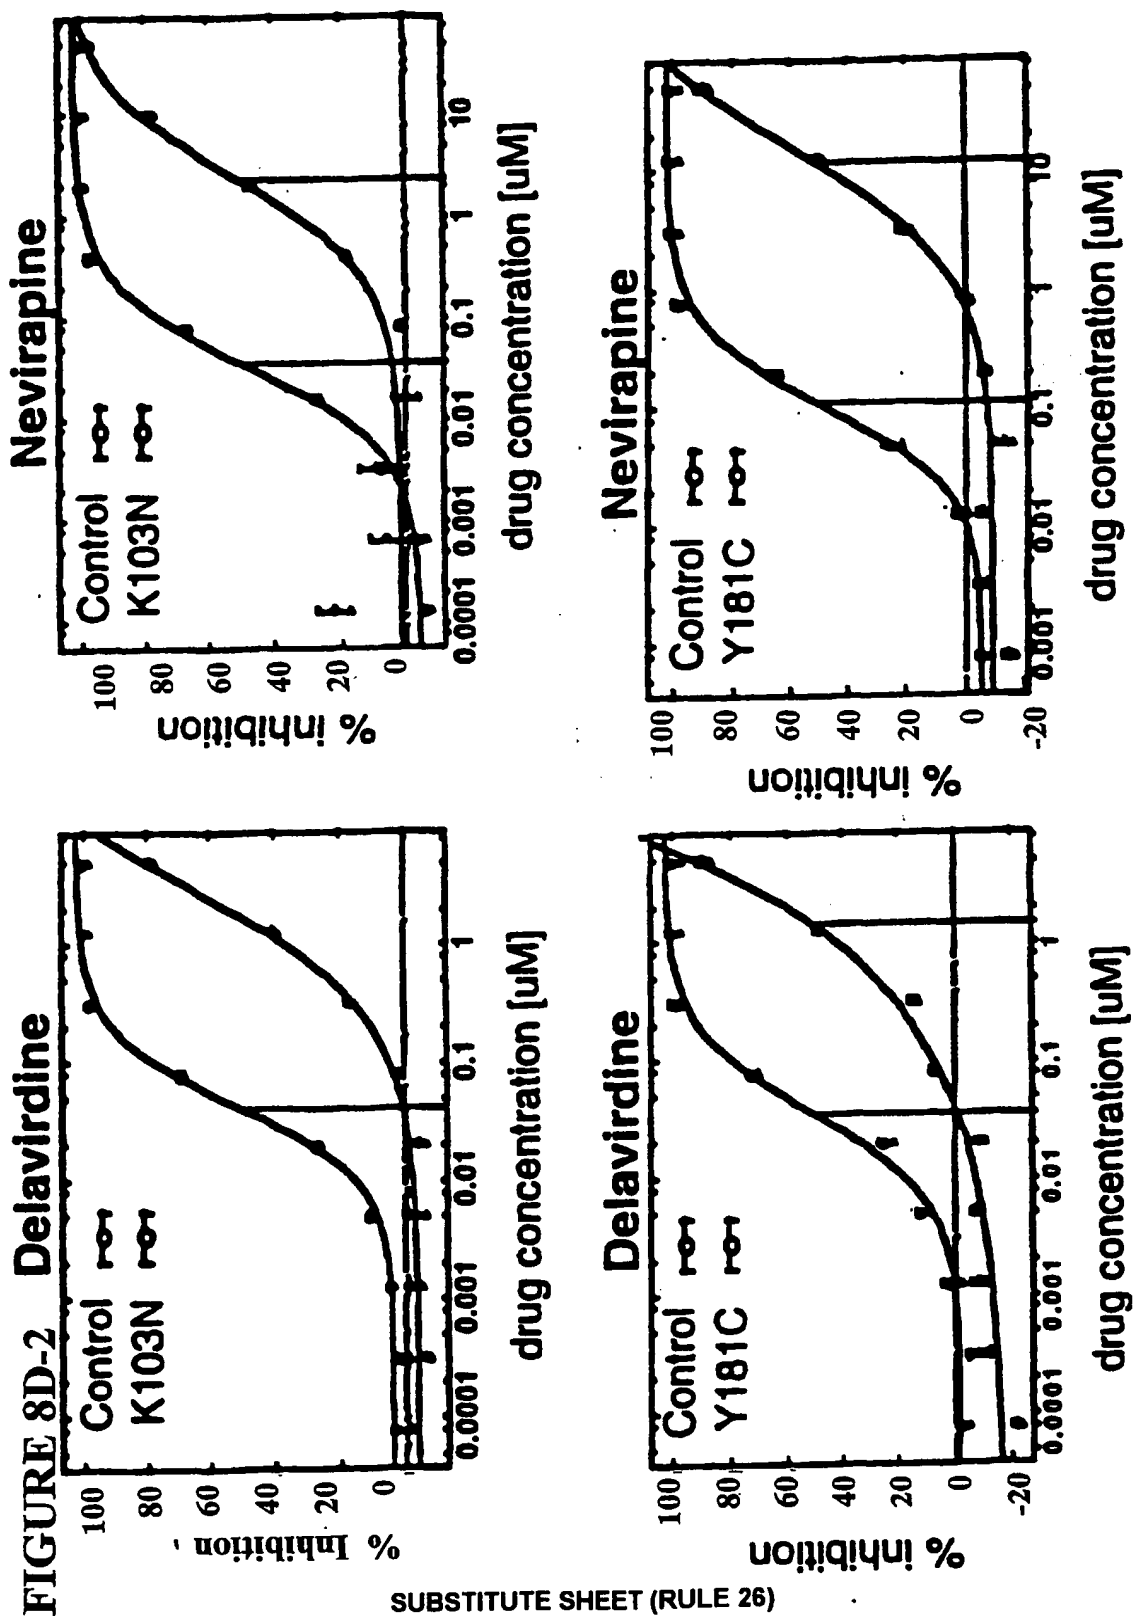 FIGURE 8D-2
Delavirdine
Control
K103N
% Inhibition
100
80
60
40
20
0
0.0001 0.001 0.01 0.1 1
drug concentration [uM]
Nevirapine
Control
K103N
% inhibition
100
80
60
40
20
0
0.0001 0.001 0.01 0.1 1 10
drug concentration [uM]
Delavirdine
Control
Y181C
% inhibition
100
80
60
40
20
0
-20
0.0001 0.001 0.01 0.1 1
drug concentration [uM]
Nevirapine
Control
Y181C
% inhibition
100
80
60
40
20
0
-20
0.001 0.01 0.1 1 10
drug concentration [uM]
SUBSTITUTE SHEET (RULE 26)